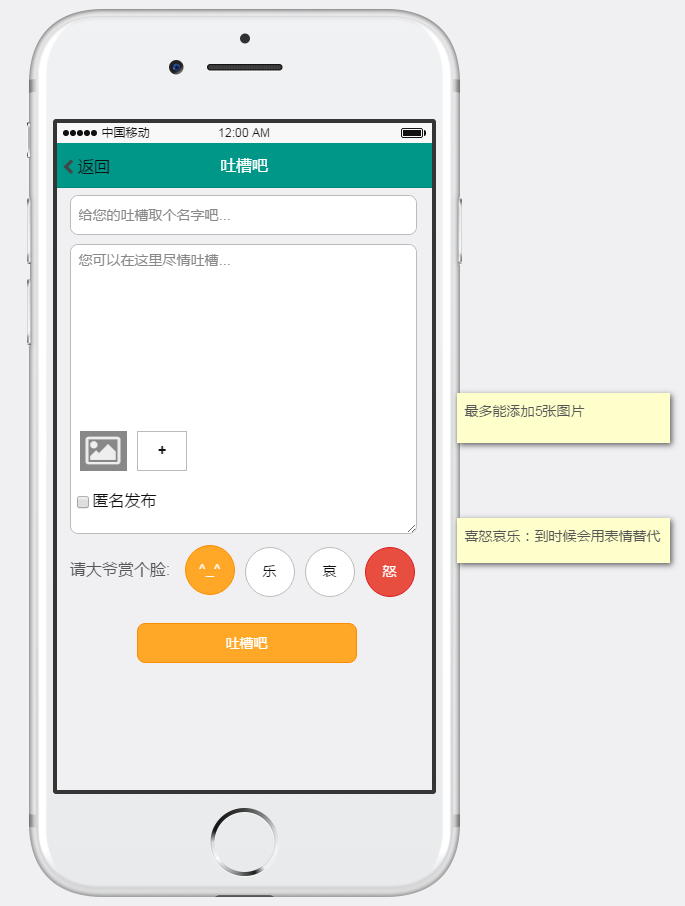 中国移动 12:00 AM
返回 吐槽吧
给您的吐槽取个名字吧...
您可以在这里尽情吐槽...
最多能添加5张图片
+
匿名发布
喜怒哀乐：到时候会用表情替代
请大爷赏个脸: ^_^ 乐 哀 怒
吐槽吧